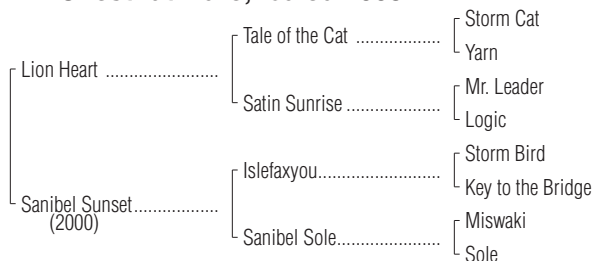 Storm Cat
Tale of the Cat ..................
Yarn
Lion Heart ........................
Mr. Leader
Satin Sunrise ....................
Logic
Storm Bird
Islefaxyou..........................
Key to the Bridge
Sanibel Sunset..................
(2000)
Miswaki
Sanibel Sole......................
Sole